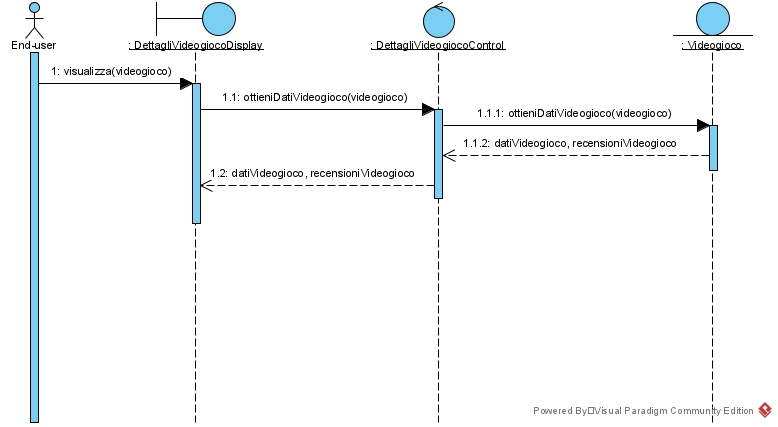 End-user
: DettagliVideogiocoDisplay
: DettagliVideogiocoControl
: Videogioco
1: visualizza(videogioco)
1.1: ottieniDatiVideogioco(videogioco)
1.1.1: ottieniDatiVideogioco(videogioco)
1.1.2: datiVideogioco, recensioniVideogioco
1.2: datiVideogioco, recensioniVideogioco
Powered By Visual Paradigm Community Edition